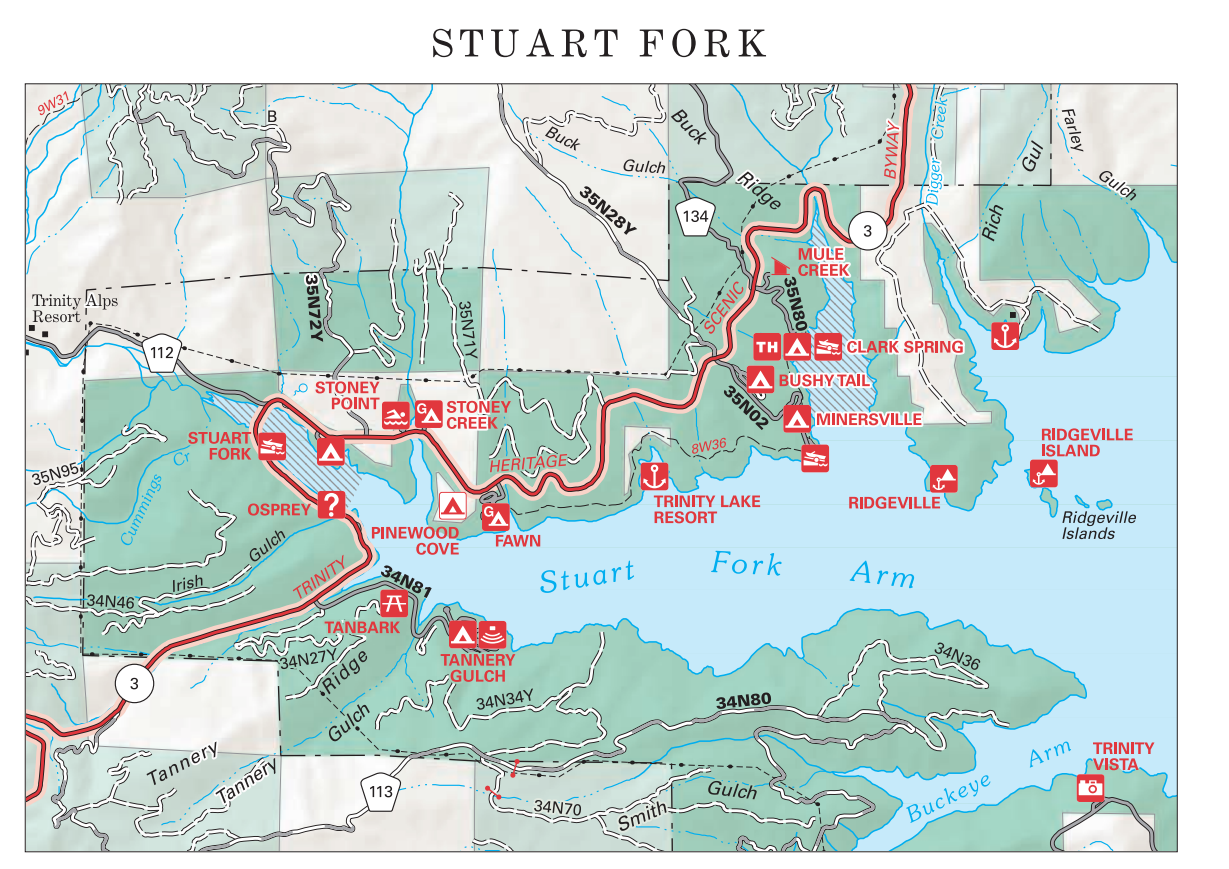 STUART FORK
9W31
B
Buck
Gulch
Buck
Ridge
BYWAY
Digger Creek
Rich
Gul
Farley
Gulch
35N28Y
134
3
MULE
CREEK
35N80
SCENIC
35N72Y
35N71Y
Trinity Alps
Resort
112
TH
CLARK SPRING
BUSHY TAIL
35N02
MINERSVILLE
STONEY
POINT
G
STONEY
CREEK
STUART
FORK
8W36
HERITAGE
RIDGEVILLE
ISLAND
35N95
Cummings Cr
OSPREY
?
TRINITY LAKE
RESORT
RIDGEVILLE
Ridgeville
Islands
PINEWOOD
COVE
G
FAWN
Gulch
Irish
TRINITY
34N46
34N81
Stuart Fork Arm
TANBARK
TANNERY
GULCH
34N27Y
Ridge
34N36
3
34N34Y
34N80
Gulch
Tannery
Tannery
113
34N70
Smith
Gulch
Buckeye Arm
TRINITY
VISTA